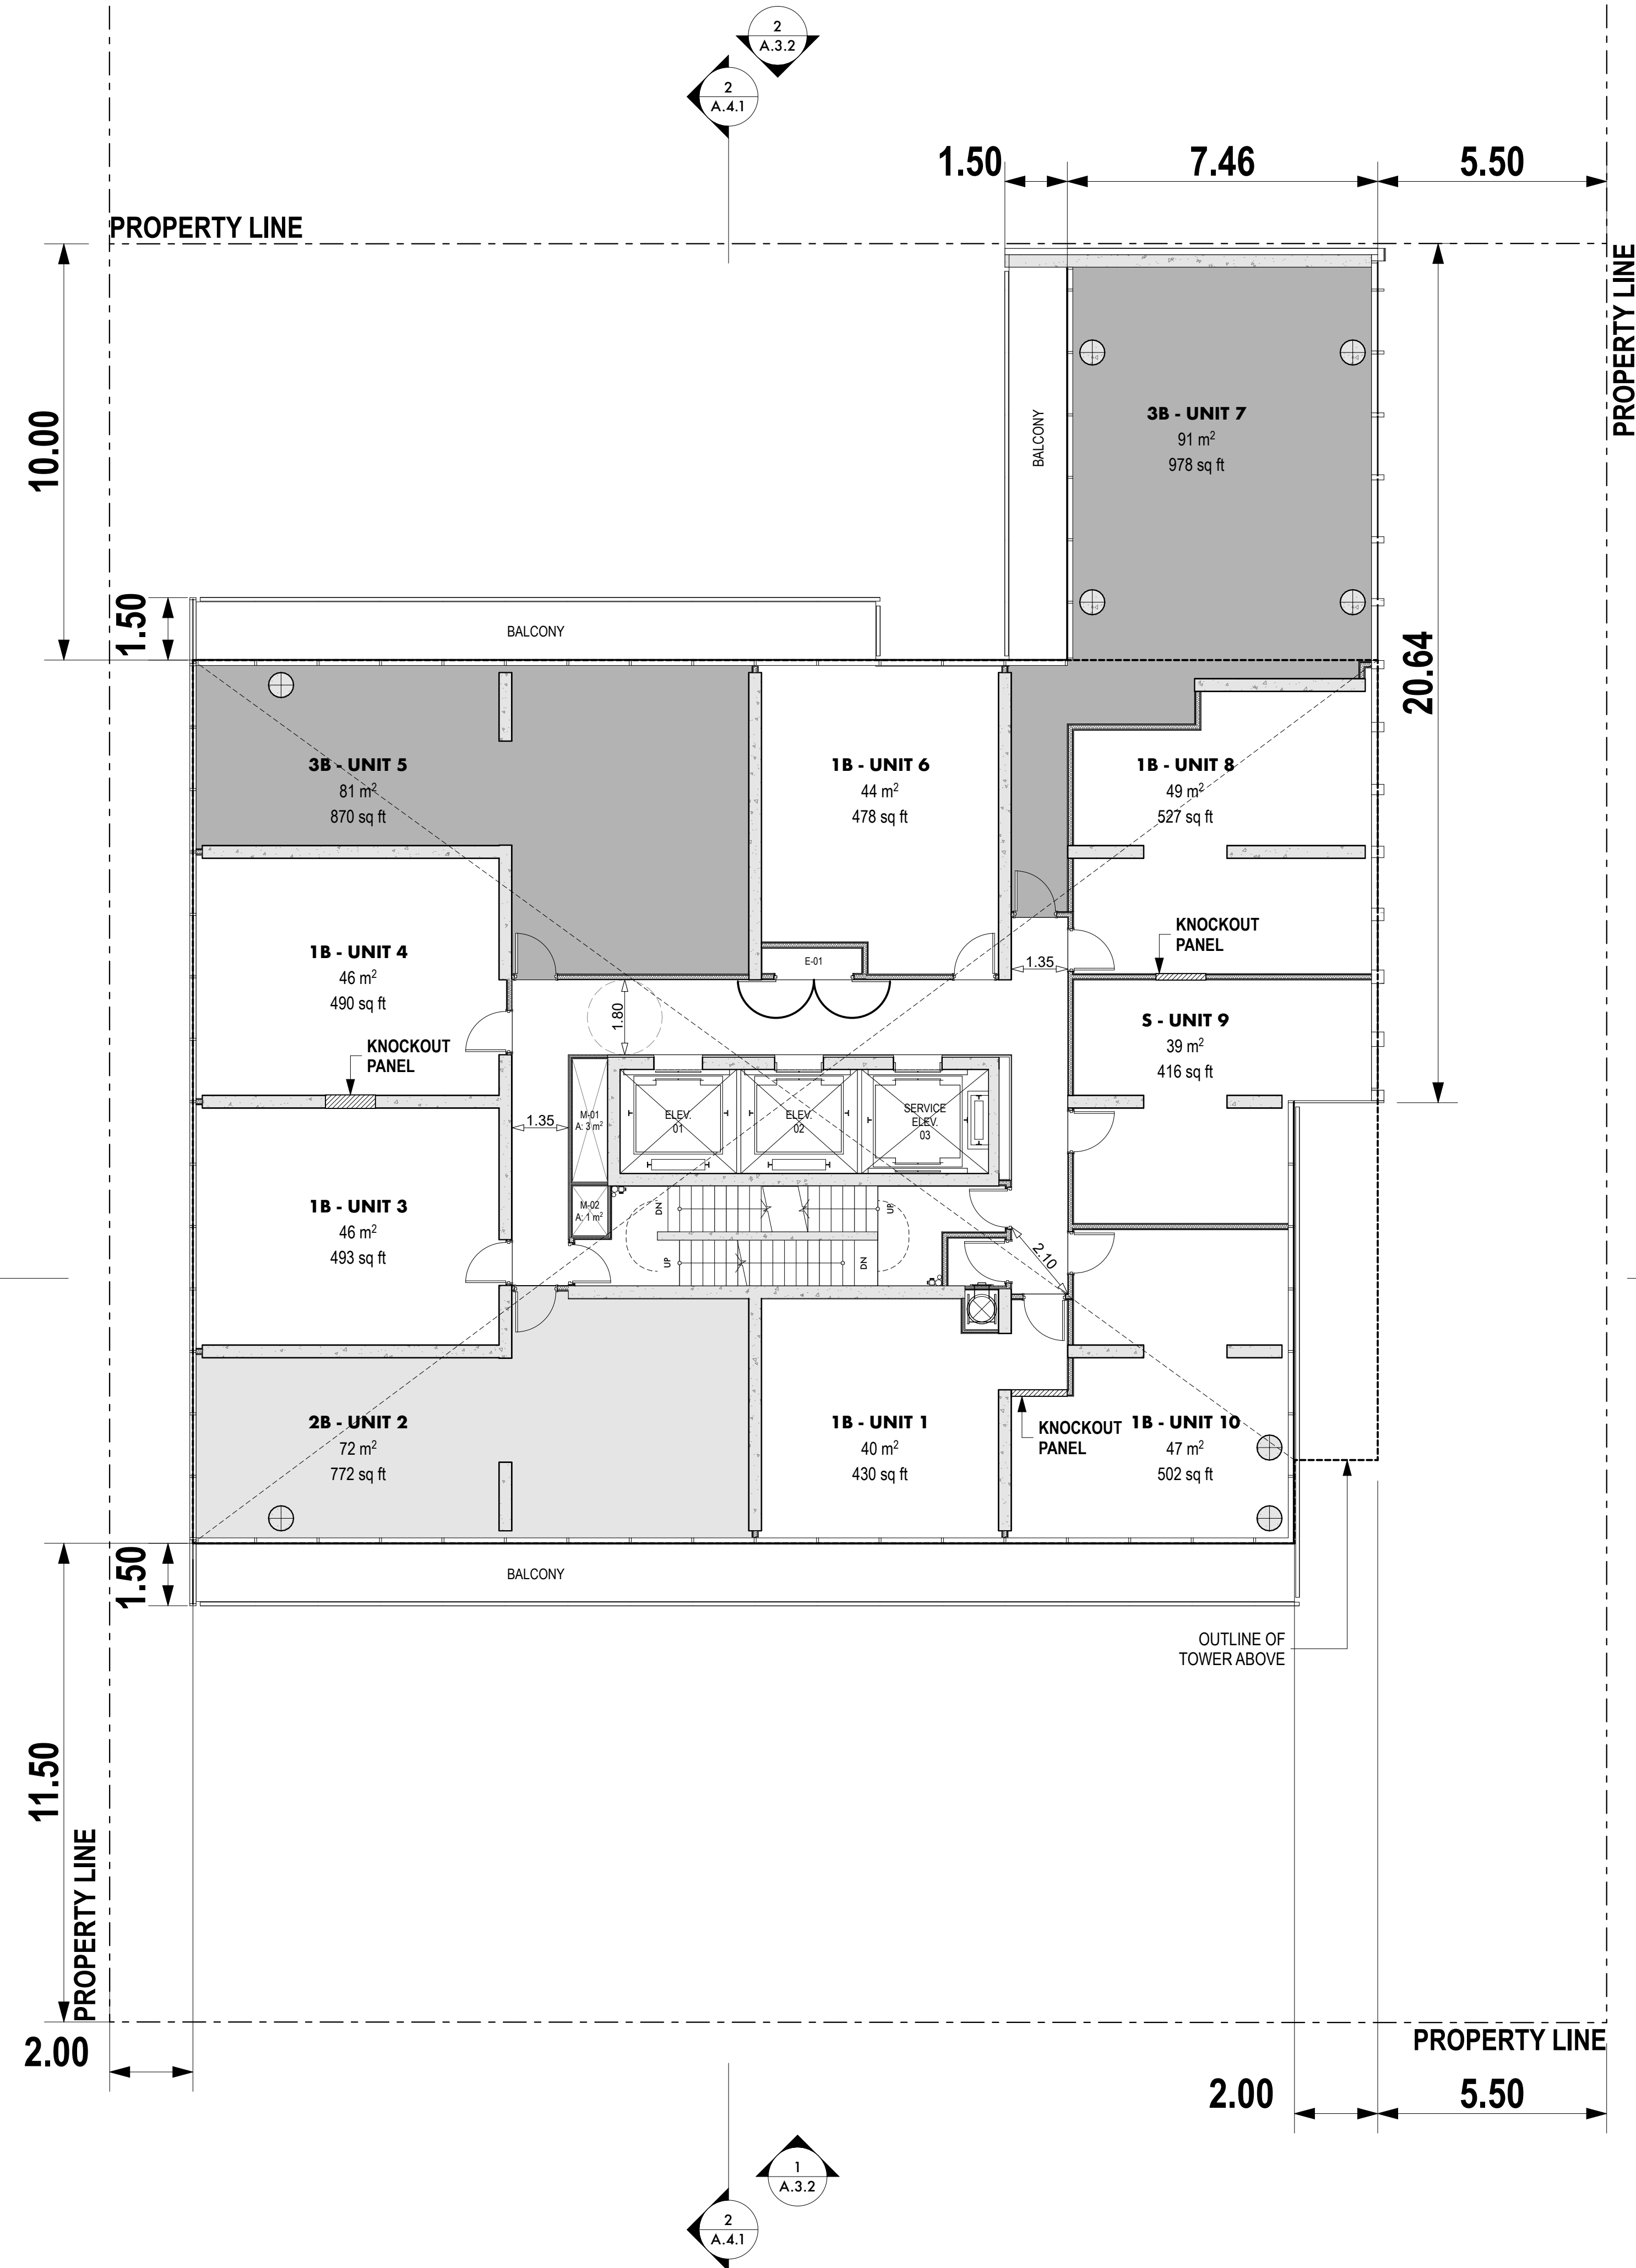 2
A.3.2
2
A.4.1
1.50
7.46
5.50
PROPERTY LINE
PROPERTY LINE
10.00
BALCONY
3B - UNIT 7
91 m²
978 sq ft
1.50
BALCONY
20.64
3B - UNIT 5
81 m²
870 sq ft
1B - UNIT 6
44 m²
478 sq ft
1B - UNIT 8
49 m²
527 sq ft
KNOCKOUT
PANEL
1B - UNIT 4
46 m²
490 sq ft
E-01
1.35
1.80
S - UNIT 9
39 m²
416 sq ft
KNOCKOUT
PANEL
1.35
M-01
A: 3 m²
ELEV.
01
ELEV.
02
SERVICE
ELEV.
03
1B - UNIT 3
46 m²
493 sq ft
M-02
A: 1 m²
DN
UP
UP
DN
2.10
2B - UNIT 2
72 m²
772 sq ft
1B - UNIT 1
40 m²
430 sq ft
KNOCKOUT
PANEL
1B - UNIT 10
47 m²
502 sq ft
1.50
BALCONY
OUTLINE OF
TOWER ABOVE
11.50
PROPERTY LINE
2.00
PROPERTY LINE
2.00
5.50
1
A.3.2
2
A.4.1